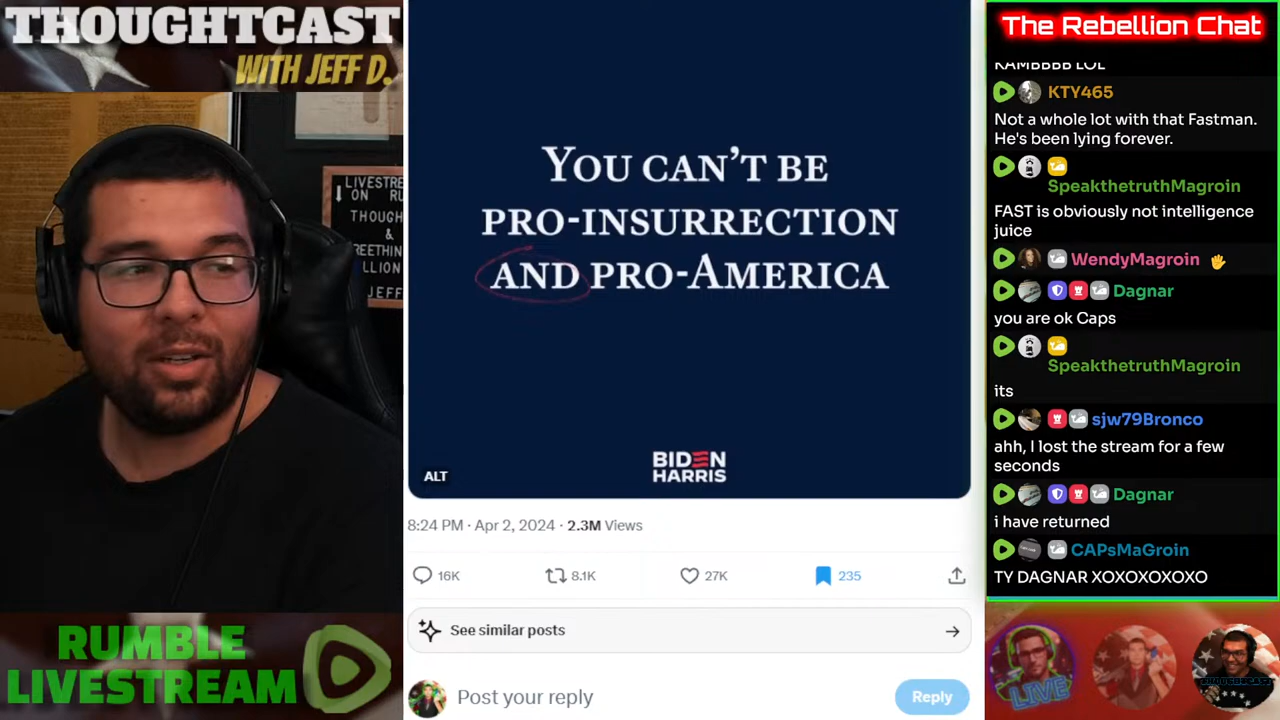 THOUGHTCAST
WITH JEFF D.
LIVESTRE
ON RU
THOUGH
&
REETHIN
LLION
JEFF
RUMBLE
LIVESTREAM
YOU CAN'T BE
PRO-INSURRECTION
AND PRO-AMERICA
BIDEN
HARRIS
ALT
8:24 PM · Apr 2, 2024 · 2.3M Views
16K 8.1K 27K 235
See similar posts
Post your reply
Reply
The Rebellion Chat
KAMBBBB LOL
KTY465
Not a whole lot with that Fastman.
He's been lying forever.
SpeakthetruthMagroin
FAST is obviously not intelligence
juice
WendyMagroin
Dagnar
you are ok Caps
SpeakthetruthMagroin
its
sjw79Bronco
ahh, I lost the stream for a few
seconds
Dagnar
i have returned
CAPsMaGroin
TY DAGNAR XOXOXOXOXO
LIVE
THOUGHTCAST